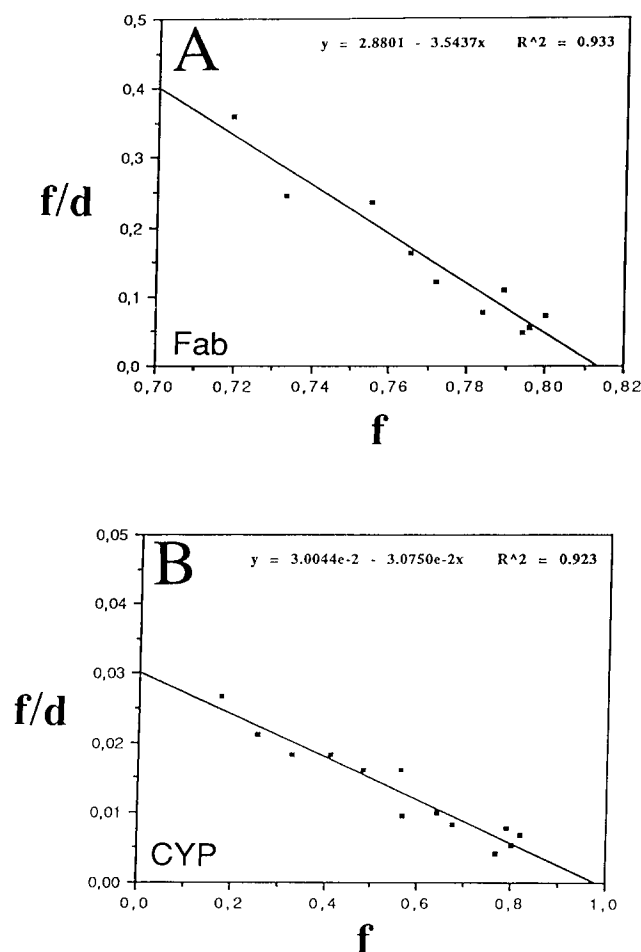 A
y = 2.8801 - 3.5437x R^2 = 0.933
0,5
0,4
0,3
0,2
0,1
0,0
f/d
Fab
0,70 0,72 0,74 0,76 0,78 0,80 0,82
f
B
y = 3.0044e-2 - 3.0750e-2x R^2 = 0.923
0,05
0,04
0,03
0,02
0,01
0,00
f/d
CYP
0,0 0,2 0,4 0,6 0,8 1,0
f